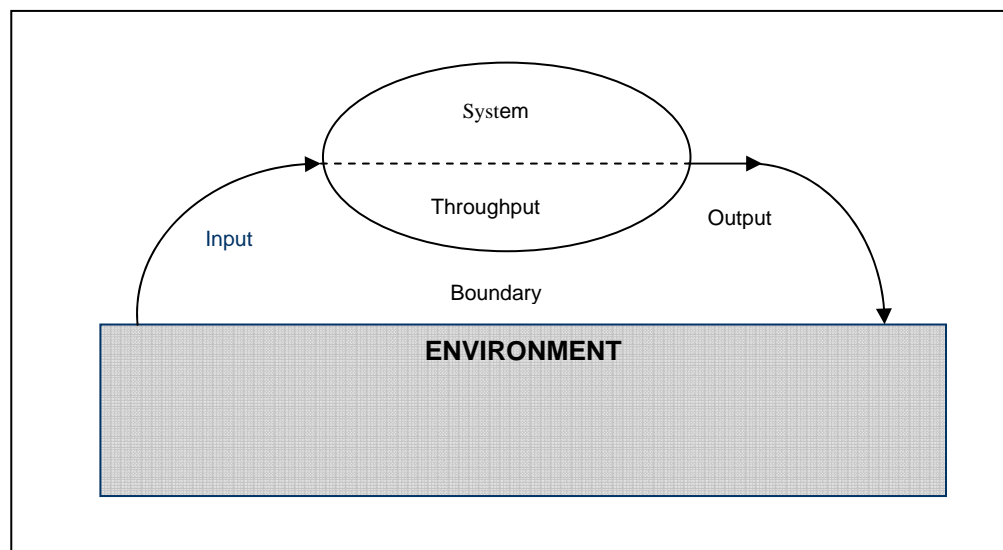 System
Throughput
Input
Output
Boundary
ENVIRONMENT